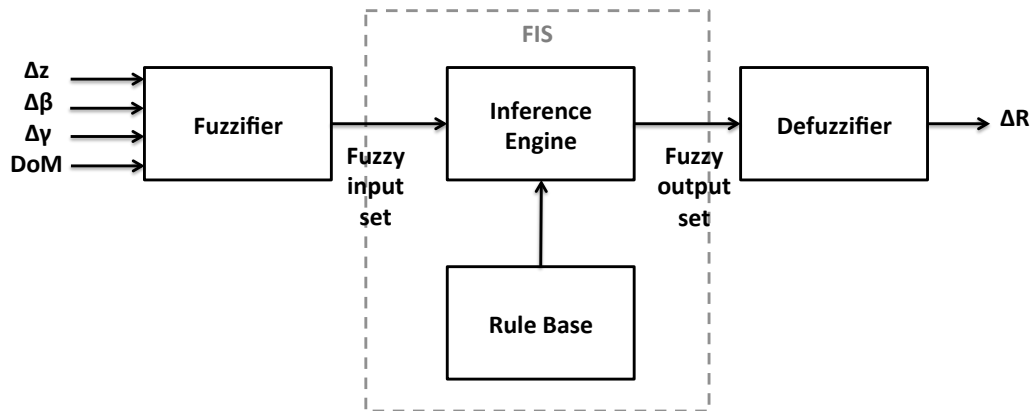 FIS
Δz
Δβ
Δγ
DoM
Fuzzifier
Fuzzy
input
set
Inference
Engine
Fuzzy
output
set
Defuzzifier
ΔR
Rule Base